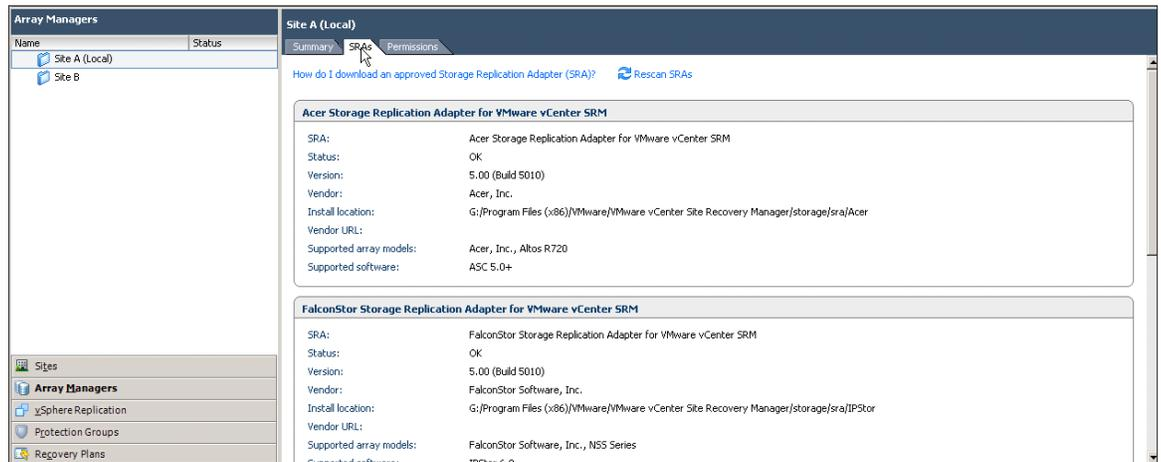 Array Managers
Name Status
Site A (Local)
Site B
Sites
Array Managers
vSphere Replication
Protection Groups
Recovery Plans
Site A (Local)
Summary SRAs Permissions
How do I download an approved Storage Replication Adapter (SRA)? Rescan SRAs
Acer Storage Replication Adapter for VMware vCenter SRM
SRA: Acer Storage Replication Adapter for VMware vCenter SRM
Status: OK
Version: 5.00 (Build 5010)
Vendor: Acer, Inc.
Install location: G:/Program Files (x86)/VMware/VMware vCenter Site Recovery Manager/storage/sra/Acer
Vendor URL:
Supported array models: Acer, Inc., Altos R720
Supported software: ASC 5.0+
FalconStor Storage Replication Adapter for VMware vCenter SRM
SRA: FalconStor Storage Replication Adapter for VMware vCenter SRM
Status: OK
Version: 5.00 (Build 5010)
Vendor: FalconStor Software, Inc.
Install location: G:/Program Files (x86)/VMware/VMware vCenter Site Recovery Manager/storage/sra/IPStor
Vendor URL:
Supported array models: FalconStor Software, Inc., NSS Series
Supported software: